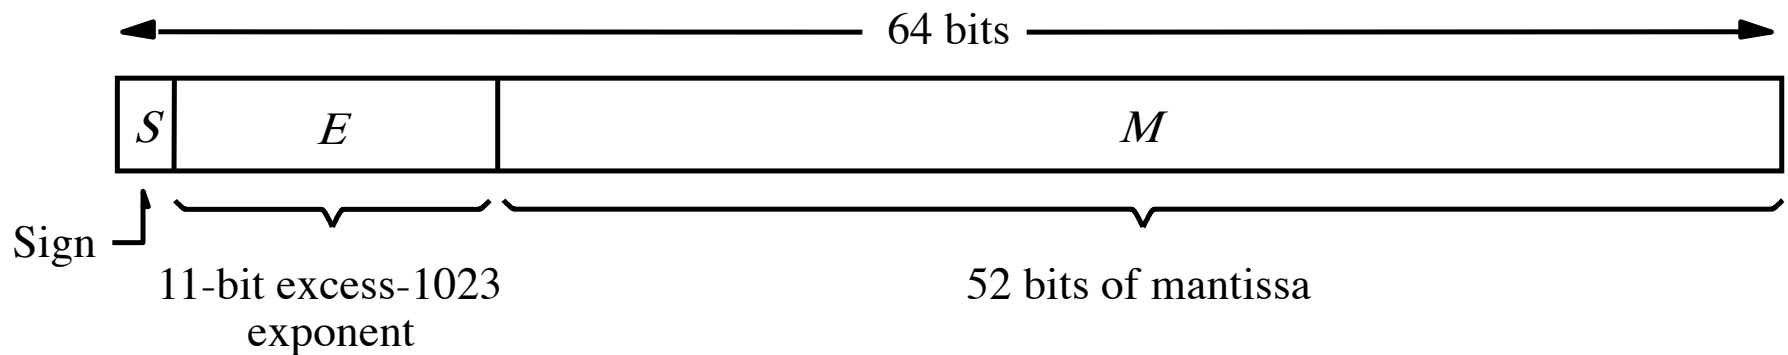 64 bits
S
E
M
Sign
11-bit excess-1023
exponent
52 bits of mantissa